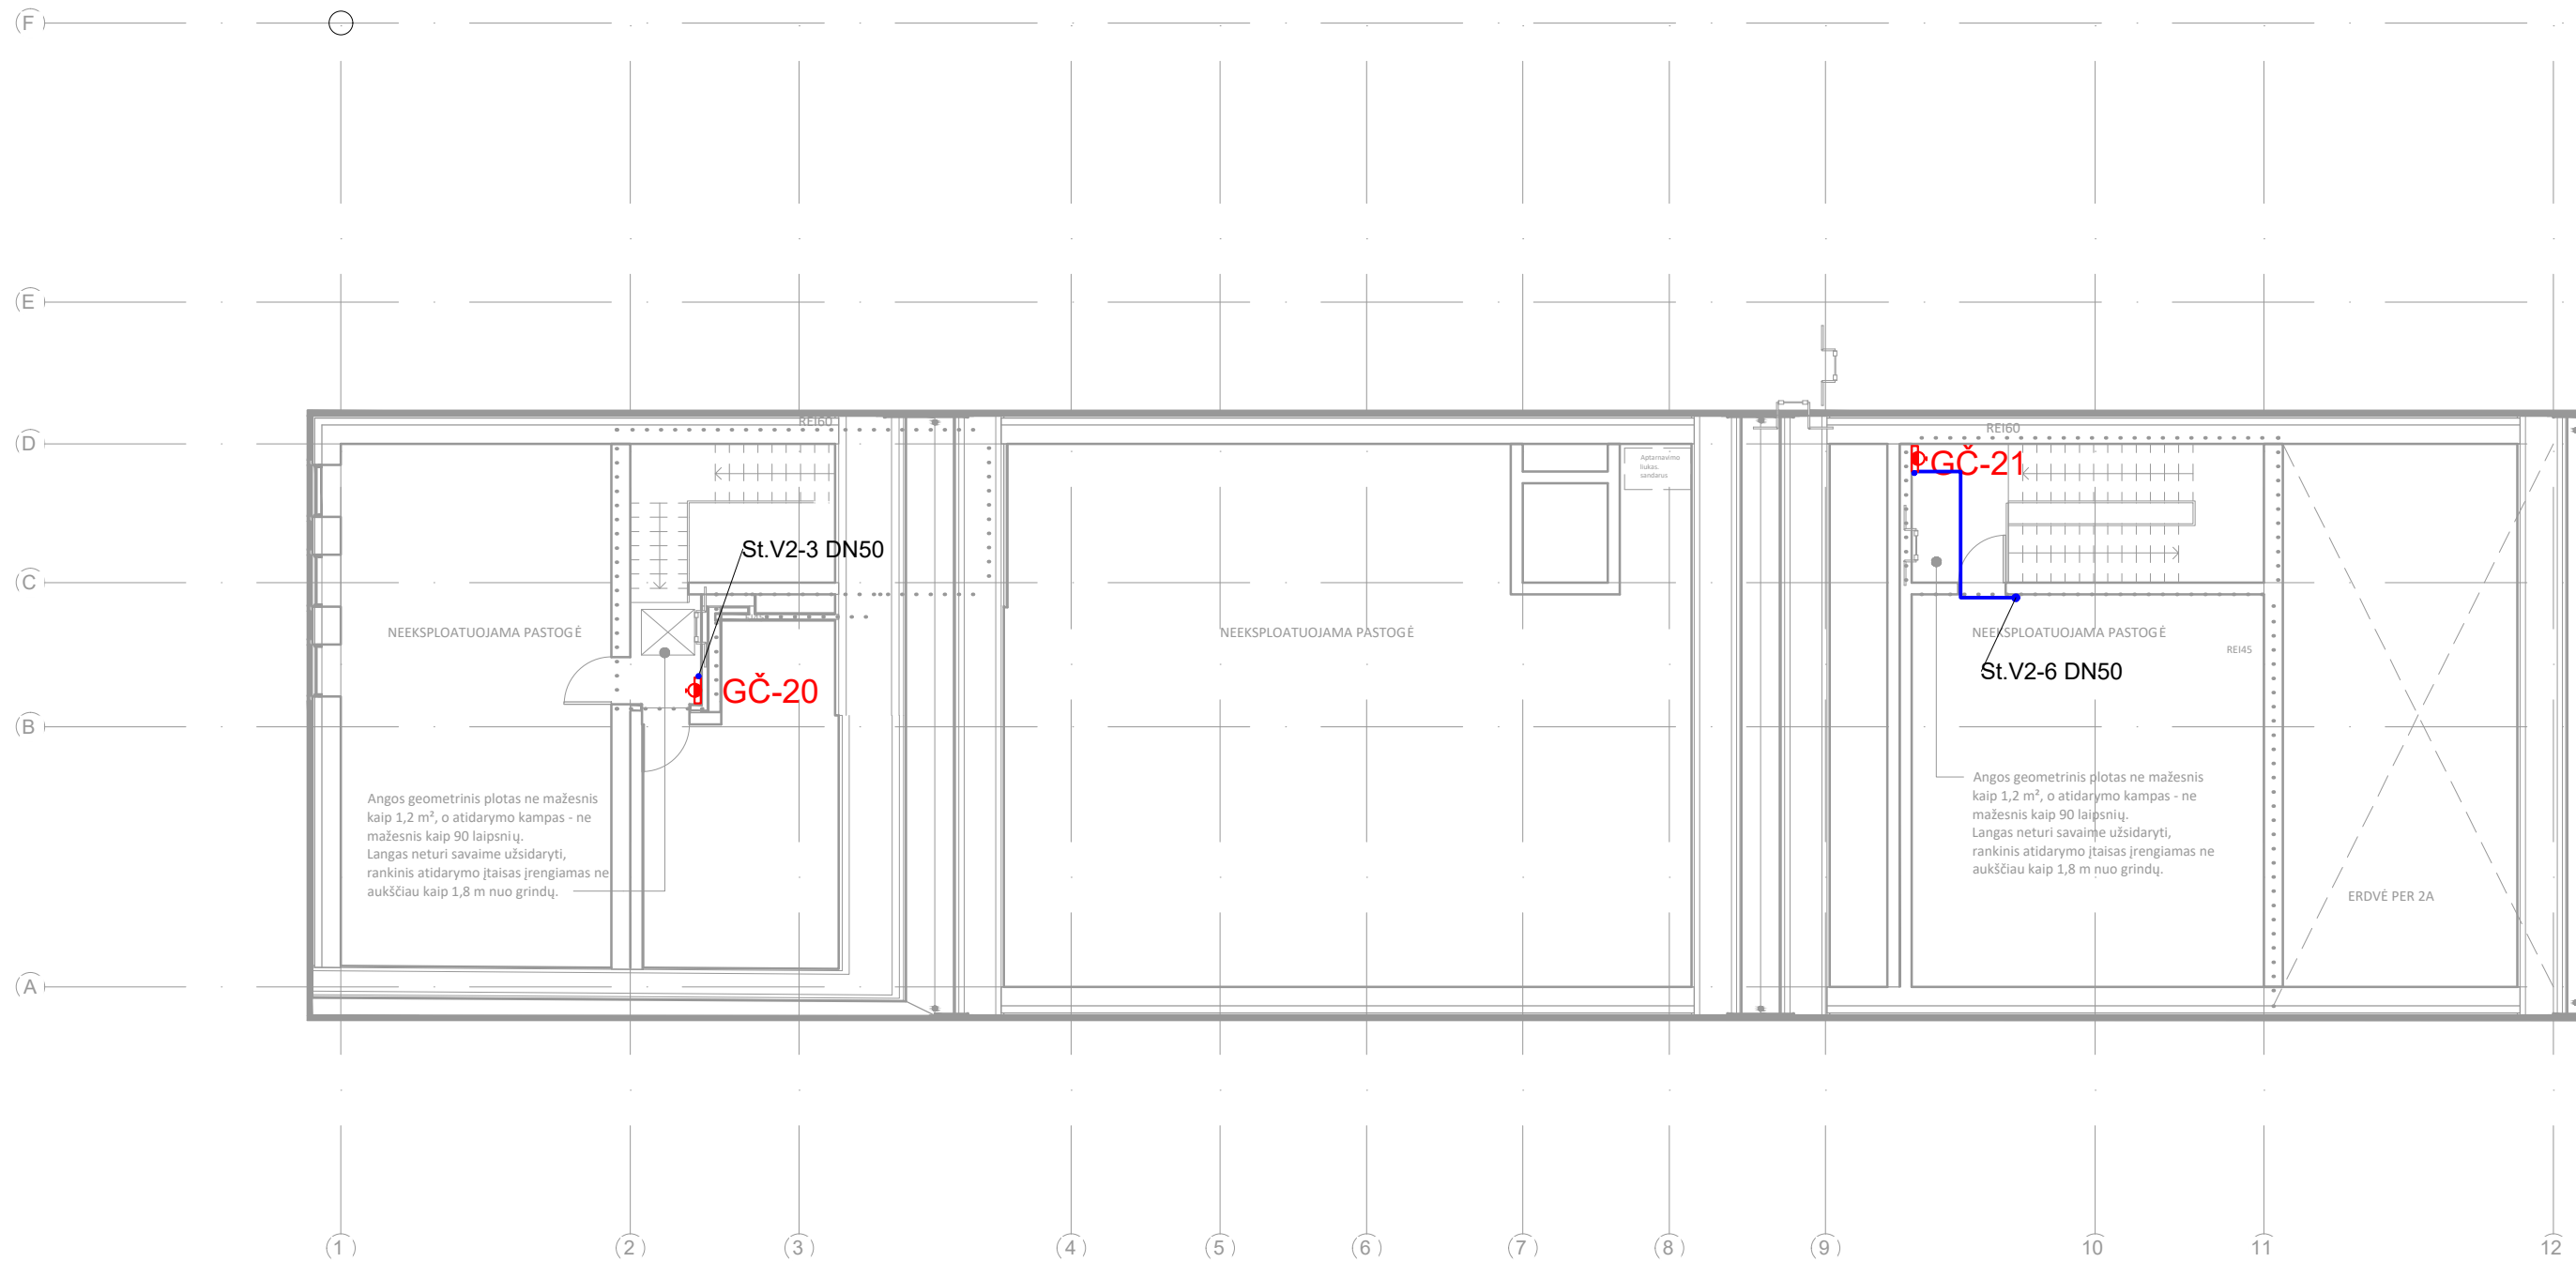 F
E
REI60
D
REI60
GČ-21
Aptarnavimo
liukas,
sandarus
St.V2-3 DN50
C
NEEKSPLOATUOJAMA PASTOGĖ
NEEKSPLOATUOJAMA PASTOGĖ
NEEKSPLOATUOJAMA PASTOGĖ
REI45
St.V2-6 DN50
GČ-20
B
Angos geometrinis plotas ne mažesnis
kaip 1,2 m², o atidarymo kampas - ne
mažesnis kaip 90 laipsnių.
Langas neturi savaime užsidaryti,
rankinis atidarymo įtaisas įrengiamas ne
aukščiau kaip 1,8 m nuo grindų.
Angos geometrinis plotas ne mažesnis
kaip 1,2 m², o atidarymo kampas - ne
mažesnis kaip 90 laipsnių.
Langas neturi savaime užsidaryti,
rankinis atidarymo įtaisas įrengiamas ne
aukščiau kaip 1,8 m nuo grindų.
ERDVĖ PER 2A
A
1 2 3 4 5 6 7 8 9 10 11 12